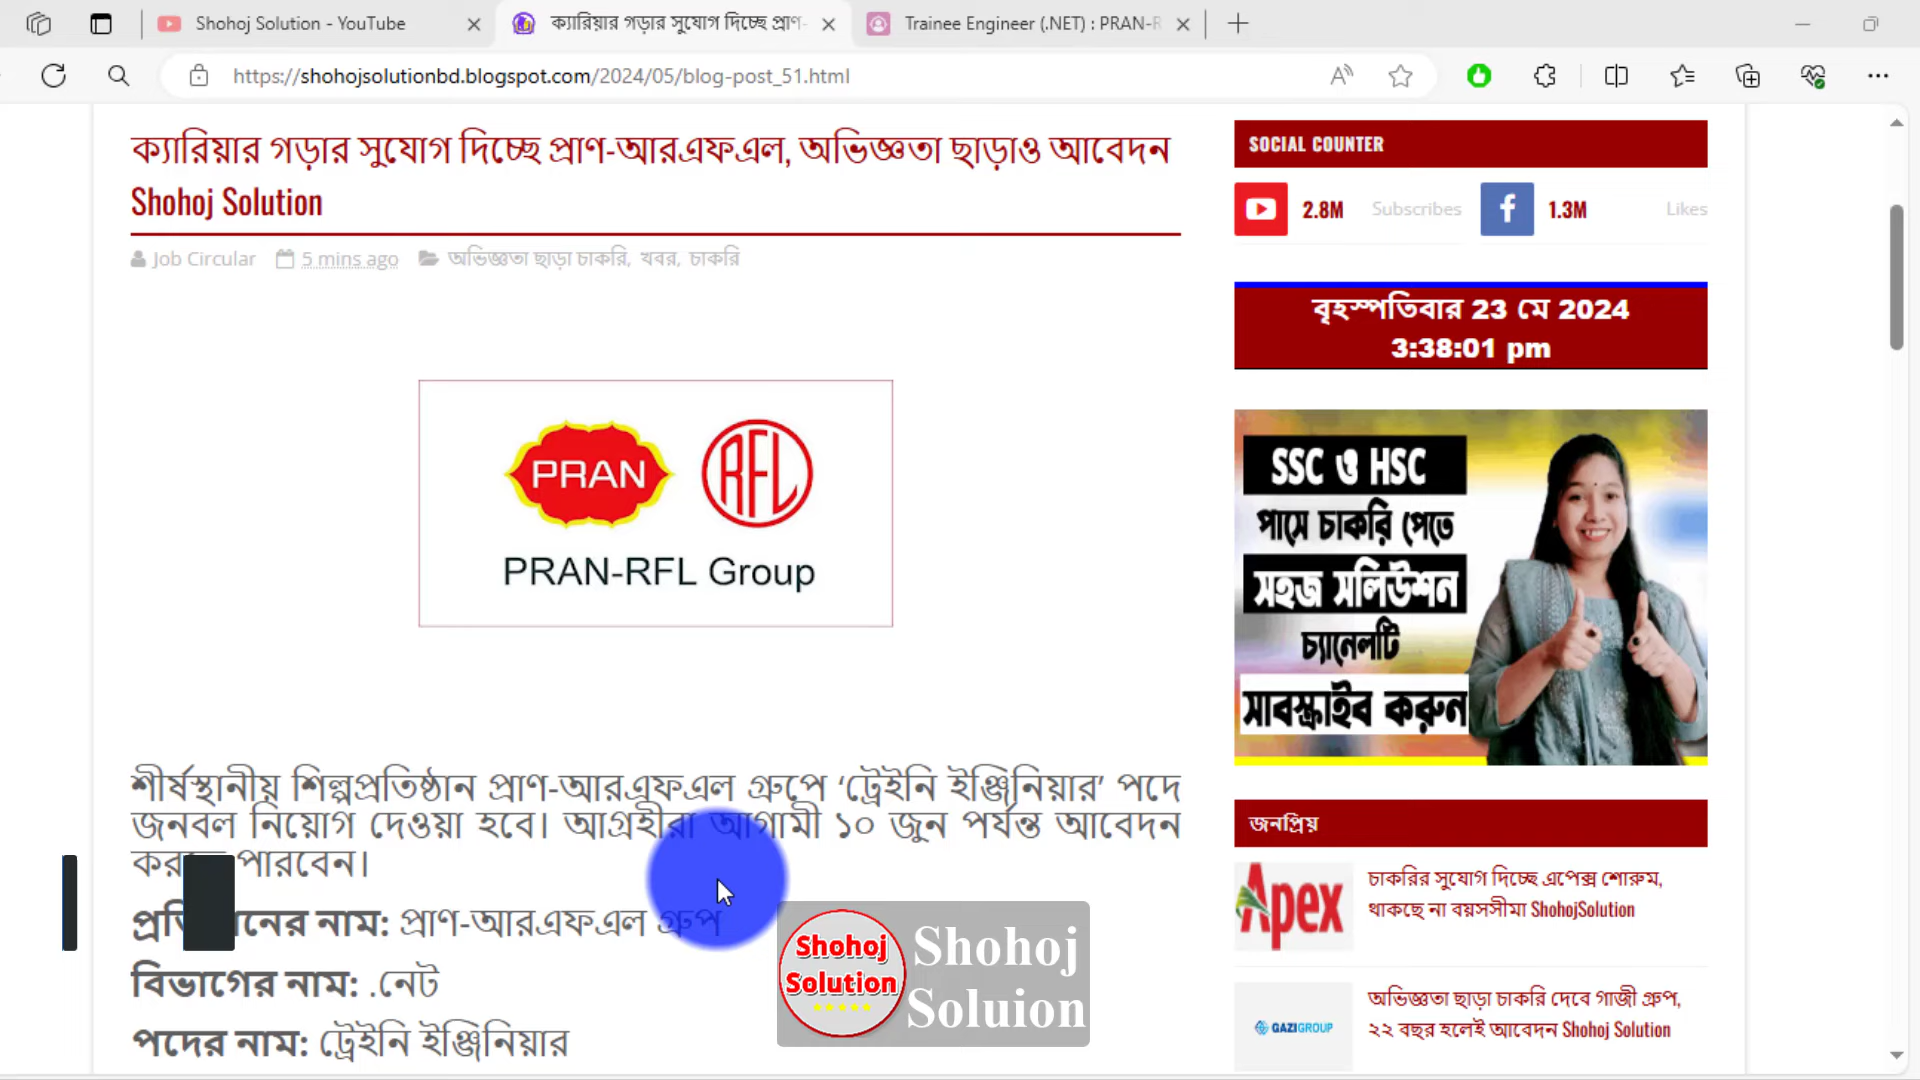 Shohoj Solution - YouTube
ক্যারিয়ার গড়ার সুযোগ দিচ্ছে প্রাণ-
Trainee Engineer (.NET) : PRAN-R
https://shohojsolutionbd.blogspot.com/2024/05/blog-post_51.html
ক্যারিয়ার গড়ার সুযোগ দিচ্ছে প্রাণ-আরএফএল, অভিজ্ঞতা ছাড়াও আবেদন
Shohoj Solution
Job Circular 5 mins ago অভিজ্ঞতা ছাড়া চাকরি, খবর, চাকরি
PRAN RFL
PRAN-RFL Group
শীর্ষস্থানীয় শিল্পপ্রতিষ্ঠান প্রাণ-আরএফএল গ্রুপে ‘ট্রেইনি ইঞ্জিনিয়ার’ পদে
জনবল নিয়োগ দেওয়া হবে। আগ্রহীরা আগামী ১০ জুন পর্যন্ত আবেদন
পারবেন।
নাম: প্রাণ-আরএফএল গ্রুপ
বিভাগের নাম: .নেট
পদের নাম: ট্রেইনি ইঞ্জিনিয়ার
Shohoj
Solution
Shohoj
Soluion
SOCIAL COUNTER
2.8M Subscribes 1.3M Likes
বৃহস্পতিবার 23 মে 2024
3:38:01 pm
SSC ও HSC
পাসে চাকরি পেতে
সহজ সলিউশন
চ্যানেলটি
সাবস্ক্রাইব করুন
জনপ্রিয়
Apex
চাকরির সুযোগ দিচ্ছে এপেক্স শোরুম,
থাকছে না বয়সসীমা ShohojSolution
GAZI GROUP
অভিজ্ঞতা ছাড়া চাকরি দেবে গাজী গ্রুপ,
২২ বছর হলেই আবেদন Shohoj Solution